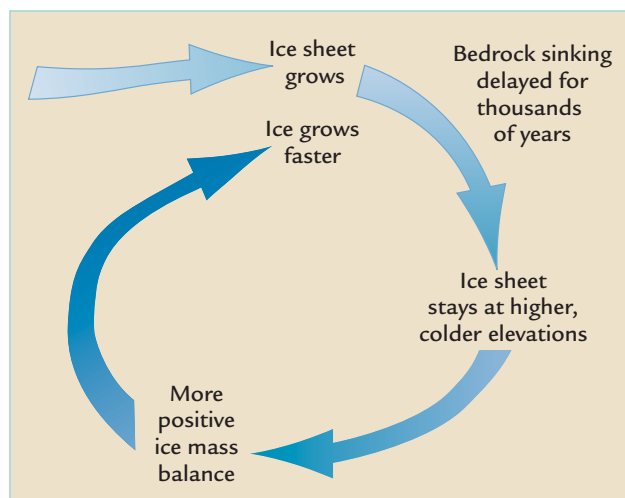 Ice sheet
grows
Bedrock sinking
delayed for
thousands
of years
Ice grows
faster
Ice sheet
stays at higher,
colder elevations
More
positive
ice mass
balance